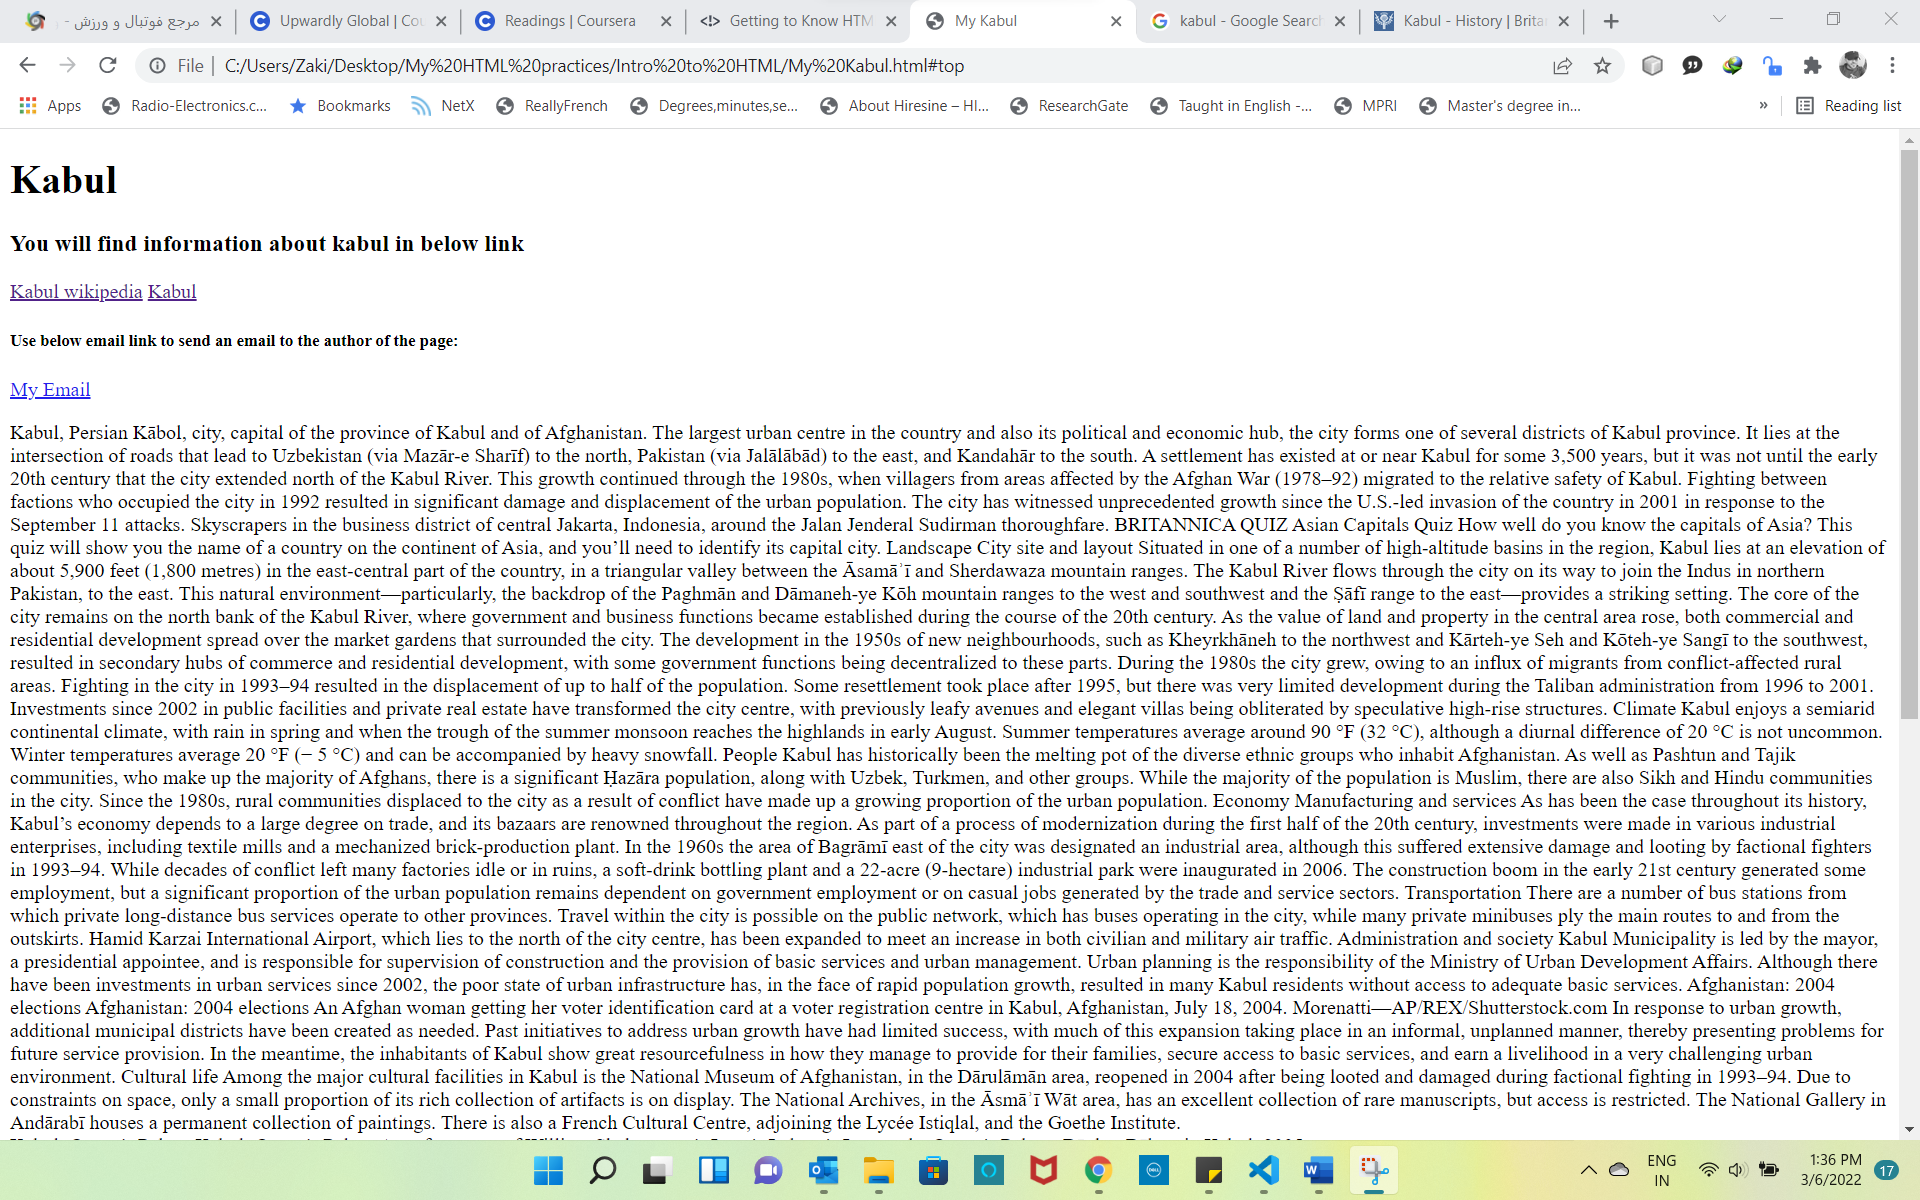 مرجع فوتبال و ورزش -
Upwardly Global | Cou
Readings | Coursera
Getting to Know HTM
My Kabul
kabul - Google Search
Kabul - History | Brita
File
C:/Users/Zaki/Desktop/My%20HTML%20practices/Intro%20to%20HTML/My%20Kabul.html#top
Apps
Radio-Electronics.c...
Bookmarks
NetX
ReallyFrench
Degrees,minutes,se...
About Hiresine – HI...
ResearchGate
Taught in English -...
MPRI
Master's degree in...
»
Reading list
Kabul
You will find information about kabul in below link
Kabul wikipedia Kabul
Use below email link to send an email to the author of the page:
My Email
Kabul, Persian Kābol, city, capital of the province of Kabul and of Afghanistan. The largest urban centre in the country and also its political and economic hub, the city forms one of several districts of Kabul province. It lies at the
intersection of roads that lead to Uzbekistan (via Mazār-e Sharīf) to the north, Pakistan (via Jalālābād) to the east, and Kandahār to the south. A settlement has existed at or near Kabul for some 3,500 years, but it was not until the early
20th century that the city extended north of the Kabul River. This growth continued through the 1980s, when villagers from areas affected by the Afghan War (1978–92) migrated to the relative safety of Kabul. Fighting between
factions who occupied the city in 1992 resulted in significant damage and displacement of the urban population. The city has witnessed unprecedented growth since the U.S.-led invasion of the country in 2001 in response to the
September 11 attacks. Skyscrapers in the business district of central Jakarta, Indonesia, around the Jalan Jenderal Sudirman thoroughfare. BRITANNICA QUIZ Asian Capitals Quiz How well do you know the capitals of Asia? This
quiz will show you the name of a country on the continent of Asia, and you’ll need to identify its capital city. Landscape City site and layout Situated in one of a number of high-altitude basins in the region, Kabul lies at an elevation of
about 5,900 feet (1,800 metres) in the east-central part of the country, in a triangular valley between the Āsamāʾī and Sherdawaza mountain ranges. The Kabul River flows through the city on its way to join the Indus in northern
Pakistan, to the east. This natural environment—particularly, the backdrop of the Paghmān and Dāmaneh-ye Kōh mountain ranges to the west and southwest and the Ṣāfī range to the east—provides a striking setting. The core of the
city remains on the north bank of the Kabul River, where government and business functions became established during the course of the 20th century. As the value of land and property in the central area rose, both commercial and
residential development spread over the market gardens that surrounded the city. The development in the 1950s of new neighbourhoods, such as Kheyrkhāneh to the northwest and Kārteh-ye Seh and Kōteh-ye Sangī to the southwest,
resulted in secondary hubs of commerce and residential development, with some government functions being decentralized to these parts. During the 1980s the city grew, owing to an influx of migrants from conflict-affected rural
areas. Fighting in the city in 1993–94 resulted in the displacement of up to half of the population. Some resettlement took place after 1995, but there was very limited development during the Taliban administration from 1996 to 2001.
Investments since 2002 in public facilities and private real estate have transformed the city centre, with previously leafy avenues and elegant villas being obliterated by speculative high-rise structures. Climate Kabul enjoys a semiarid
continental climate, with rain in spring and when the trough of the summer monsoon reaches the highlands in early August. Summer temperatures average around 90 °F (32 °C), although a diurnal difference of 20 °C is not uncommon.
Winter temperatures average 20 °F (− 5 °C) and can be accompanied by heavy snowfall. People Kabul has historically been the melting pot of the diverse ethnic groups who inhabit Afghanistan. As well as Pashtun and Tajik
communities, who make up the majority of Afghans, there is a significant Ḥazāra population, along with Uzbek, Turkmen, and other groups. While the majority of the population is Muslim, there are also Sikh and Hindu communities
in the city. Since the 1980s, rural communities displaced to the city as a result of conflict have made up a growing proportion of the urban population. Economy Manufacturing and services As has been the case throughout its history,
Kabul’s economy depends to a large degree on trade, and its bazaars are renowned throughout the region. As part of a process of modernization during the first half of the 20th century, investments were made in various industrial
enterprises, including textile mills and a mechanized brick-production plant. In the 1960s the area of Bagrāmī east of the city was designated an industrial area, although this suffered extensive damage and looting by factional fighters
in 1993–94. While decades of conflict left many factories idle or in ruins, a soft-drink bottling plant and a 22-acre (9-hectare) industrial park were inaugurated in 2006. The construction boom in the early 21st century generated some
employment, but a significant proportion of the urban population remains dependent on government employment or on casual jobs generated by the trade and service sectors. Transportation There are a number of bus stations from
which private long-distance bus services operate to other provinces. Travel within the city is possible on the public network, which has buses operating in the city, while many private minibuses ply the main routes to and from the
outskirts. Hamid Karzai International Airport, which lies to the north of the city centre, has been expanded to meet an increase in both civilian and military air traffic. Administration and society Kabul Municipality is led by the mayor,
a presidential appointee, and is responsible for supervision of construction and the provision of basic services and urban management. Urban planning is the responsibility of the Ministry of Urban Development Affairs. Although there
have been investments in urban services since 2002, the poor state of urban infrastructure has, in the face of rapid population growth, resulted in many Kabul residents without access to adequate basic services. Afghanistan: 2004
elections Afghanistan: 2004 elections An Afghan woman getting her voter identification card at a voter registration centre in Kabul, Afghanistan, July 18, 2004. Morenatti—AP/REX/Shutterstock.com In response to urban growth,
additional municipal districts have been created as needed. Past initiatives to address urban growth have had limited success, with much of this expansion taking place in an informal, unplanned manner, thereby presenting problems for
future service provision. In the meantime, the inhabitants of Kabul show great resourcefulness in how they manage to provide for their families, secure access to basic services, and earn a livelihood in a very challenging urban
environment. Cultural life Among the major cultural facilities in Kabul is the National Museum of Afghanistan, in the Dārulāmān area, reopened in 2004 after being looted and damaged during factional fighting in 1993–94. Due to
constraints on space, only a small proportion of its rich collection of artifacts is on display. The National Archives, in the Āsmāʾī Wāt area, has an excellent collection of rare manuscripts, but access is restricted. The National Gallery in
Andārabī houses a permanent collection of paintings. There is also a French Cultural Centre, adjoining the Lycée Istiqlal, and the Goethe Institute.
ENG
IN
1:36 PM
3/6/2022
17